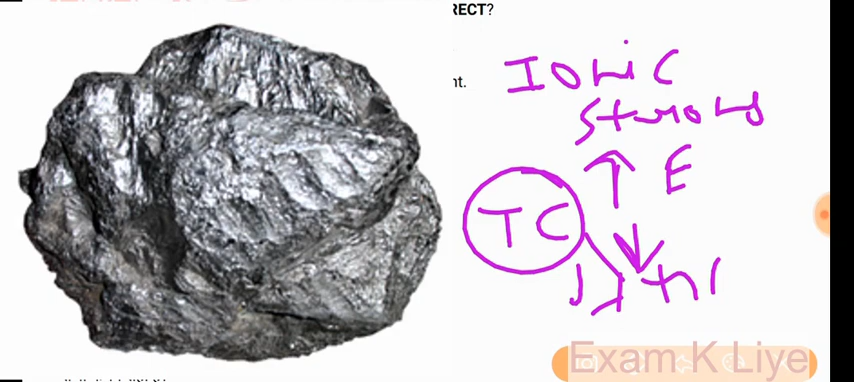 RECT?
nt.
Ionic
strong
↑ E
TC
Exam K Liye